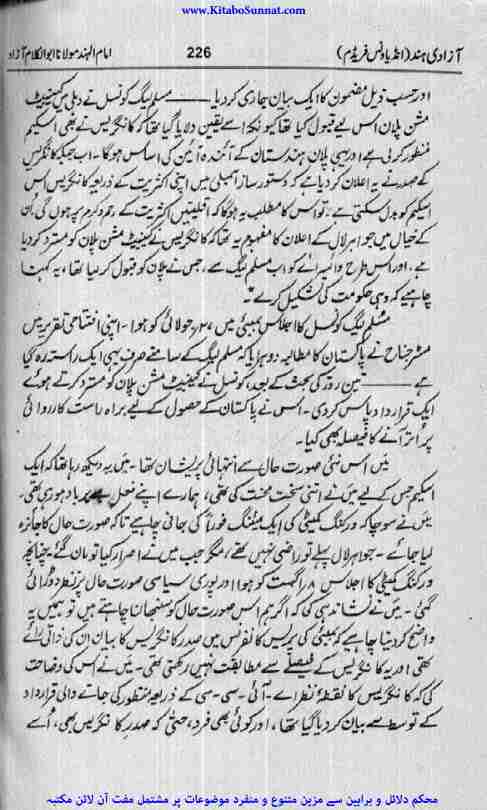 www.KitaboSunnat.com
آزادی ہند (انڈیا ونس فریڈم) 226 امام الہند مولانا ابوالکلام آزاد
اور حسب ذیل مضمون کا ایک بیان جاری کر دیا ——— مسلم لیگ کونسل نے دہلی میں کیبنیٹ
مشن پلان اس لیے قبول کیا تھا کیونکہ اسے یقین دلایا گیا تھا کہ کانگریس نے بھی اسکیم
منظور کر لی ہے اور یہی پلان ہندستان کے آئندہ آئین کی اساس ہوگا۔ اب جبکہ کانگریس
کے صدر نے یہ اعلان کر دیا ہے کہ دستور ساز اسمبلی میں اپنی اکثریت کے ذریعہ کانگریس اس
اسکیم کو بدل سکتی ہے۔ تو اس کا مطلب یہ ہوگا کہ اقلیتیں اکثریت کے رحم و کرم پر ہوں گی۔ اُن
کے خیال میں جواہر لال کے اعلان کا مفہوم یہ تھا کہ کانگریس نے کیبنیٹ مشن پلان کو مسترد کر دیا
ہے، اور اس طرح وائسرائے کو اب مسلم لیگ سے، جس نے پلان کو قبول کر لیا تھا، یہ کہنا
چاہیے کہ وہی حکومت کی تشکیل کرے"۔
مسلم لیگ کونسل کا اجلاس بمبئی میں ۲۷ جولائی کو ہوا۔ اپنی افتتاحی تقریر میں
مسٹر جناح نے پاکستان کا مطالبہ دوہرایا کہ مسلم لیگ کے سامنے صرف یہی ایک راستہ رہ گیا
ہے ——— تین روز کی بحث کے بعد، کونسل نے کیبنیٹ مشن پلان کو مسترد کرتے ہوئے
ایک قرارداد پاس کر دی۔ اس نے پاکستان کے حصول کے لیے براہ راست کارروائی
پر اتر آنے کا فیصلہ بھی کیا۔
میں اس نئی صورت حال سے انتہائی پریشان تھا۔ میں یہ دیکھ رہا تھا کہ ایک
اسکیم جس کے لیے میں نے اتنی سخت محنت کی تھی، ہمارے اپنے فعل سے برباد ہو رہی تھی۔
میں نے سوچا کہ ورکنگ کمیٹی کی ایک میٹنگ فوراً کی جانی چاہیے تاکہ صورت حال کا جائزہ
لیا جائے۔ جواہر لال پہلے تو راضی نہیں تھے، مگر جب میں نے اصرار کیا تو مان گئے۔ چنانچہ
ورکنگ کمیٹی کا اجلاس ۸ اگست کو ہوا اور پوری سیاسی صورت حال پر نظر دوڑائی
گئی۔ میں نے نشاندہی کی کہ اگر ہم اس صورت حال کو سنبھالنا چاہتے ہیں تو ہمیں یہ
واضح کر دینا چاہیے کہ بمبئی کی پریس کانفرنس میں صدر کانگریس کا بیان ان کی ذاتی رائے
تھی اور یہ کانگریس کے فیصلے سے مطابقت نہیں رکھتی تھی۔ میں نے اس کی وضاحت
کی کہ کانگریس کا نقطۂ نظر اے۔ آئی۔ سی۔ سی کے ذریعہ منظور کی جانے والی قرارداد
کے توسط سے بیان کر دیا گیا تھا، اور کوئی بھی فرد، حتیٰ کہ صدر کانگریس بھی، اُسے
محکم دلائل و براہین سے مزین متنوع و منفرد موضوعات پر مشتمل مفت آن لائن مکتبہ